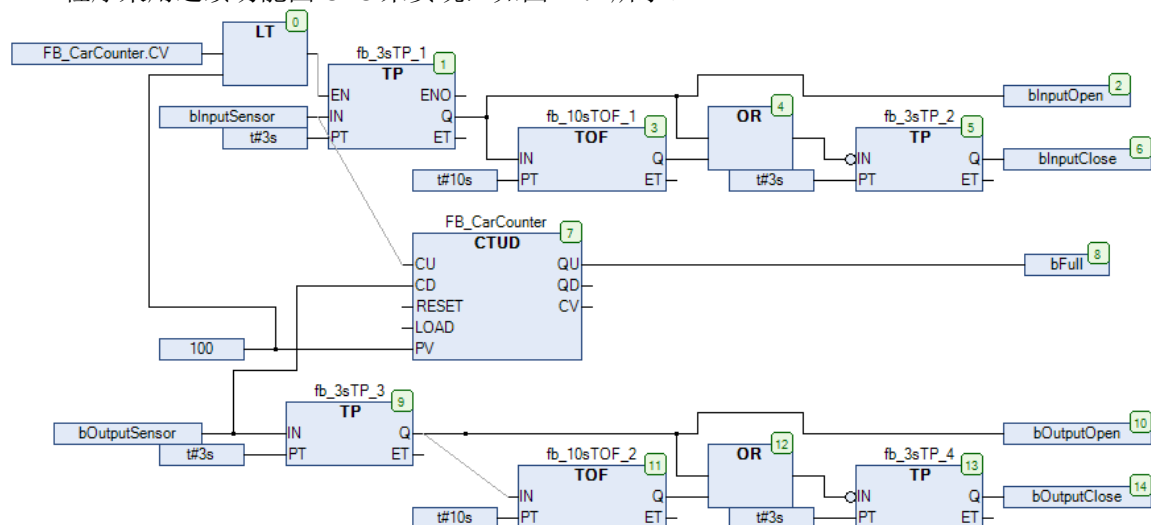 LT 0
FB_CarCounter.CV
fb_3sTP_1
TP 1
EN ENO
bInputSensor IN Q
t#3s PT ET
bInputOpen 2
fb_10sTOF_1
TOF 3
IN Q
t#10s PT ET
OR 4
fb_3sTP_2
TP 5
IN Q
t#3s PT ET
bInputClose 6
FB_CarCounter
CTUD 7
CU QU
CD QD
RESET CV
LOAD
100 PV
bFull 8
fb_3sTP_3
TP 9
bOutputSensor IN Q
t#3s PT ET
bOutputOpen 10
fb_10sTOF_2
TOF 11
IN Q
t#10s PT ET
OR 12
fb_3sTP_4
TP 13
IN Q
t#3s PT ET
bOutputClose 14